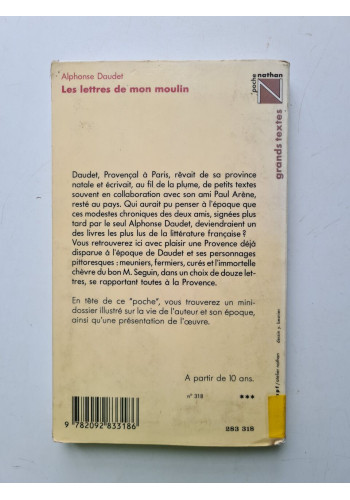 Alphonse Daudet
Les lettres de mon moulin
poche
nathan
grands textes
Daudet, Provençal à Paris, rêvait de sa province
natale et écrivait, au fil de la plume, de petits textes
souvent en collaboration avec son ami Paul Arène,
resté au pays. Qui aurait pu penser à l'époque que
ces modestes chroniques des deux amis, signées plus
tard par le seul Alphonse Daudet, deviendraient un
des livres les plus lus de la littérature française ?
Vous retrouverez ici avec plaisir une Provence déjà
disparue à l'époque de Daudet et ses personnages
pittoresques : meuniers, fermiers, curés et l'immortelle
chèvre du bon M. Seguin, dans un choix de douze let-
tres, se rapportant toutes à la Provence.
En tête de ce "poche", vous trouverez un mini-
dossier illustré sur la vie de l'auteur et son époque,
ainsi qu'une présentation de l'œuvre.
A partir de 10 ans.
n° 318
★★★
9 782092 833186
283 318